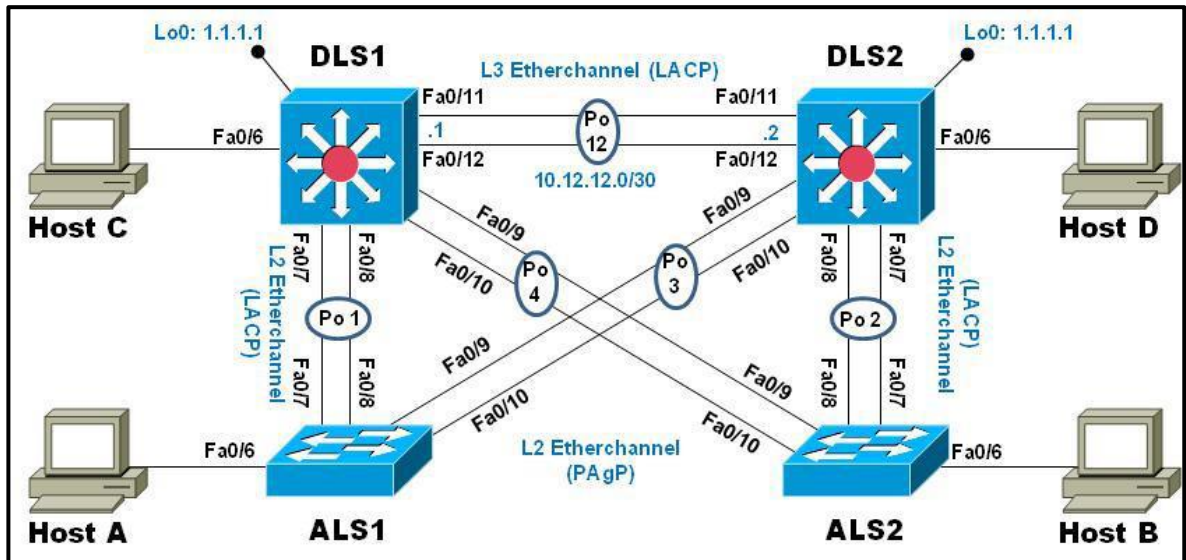 Lo0: 1.1.1.1
Lo0: 1.1.1.1
DLS1
DLS2
L3 Etherchannel (LACP)
Fa0/11
Fa0/11
Fa0/6
.1
Po
12
.2
Fa0/6
Fa0/12
Fa0/12
10.12.12.0/30
Host C
Host D
Fa0/7
Fa0/8
Fa0/9
Fa0/10
Po
4
Fa0/9
Fa0/10
Po
3
Fa0/8
Fa0/7
L2 Etherchannel
(LACP)
Po 1
Po 2
(LACP)
L2 Etherchannel
Fa0/7
Fa0/8
Fa0/9
Fa0/10
Fa0/9
Fa0/10
Fa0/8
Fa0/7
L2 Etherchannel
(PAgP)
Fa0/6
Fa0/6
Host A
ALS1
ALS2
Host B